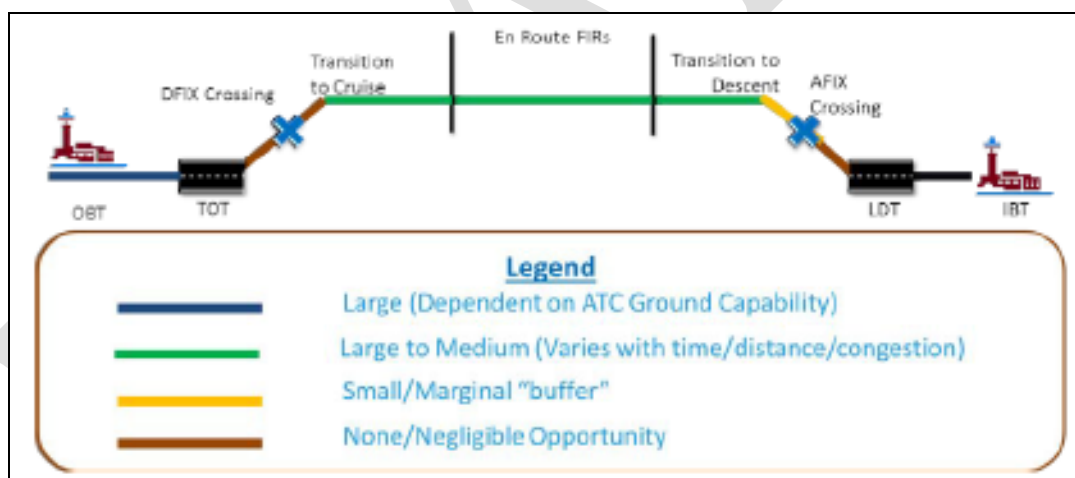 En Route FIRs
Transition
to Cruise
Transition to
Descent
DFIX Crossing
AFIX
Crossing
OBT
TOT
LDT
IBT
Legend
Large (Dependent on ATC Ground Capability)
Large to Medium (Varies with time/distance/congestion)
Small/Marginal “buffer”
None/Negligible Opportunity